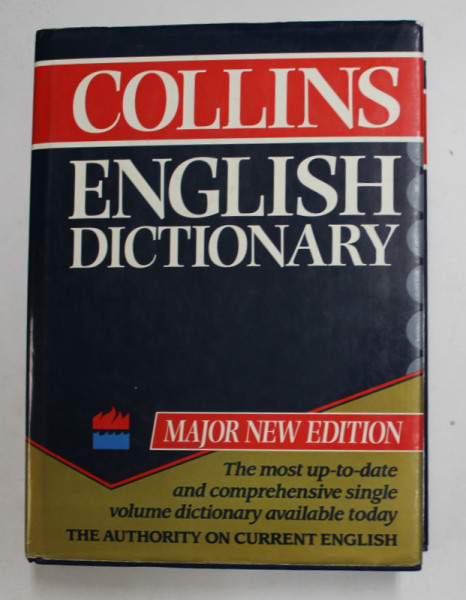 COLLINS
ENGLISH
DICTIONARY
MAJOR NEW EDITION
The most up-to-date
and comprehensive single
volume dictionary available today
THE AUTHORITY ON CURRENT ENGLISH